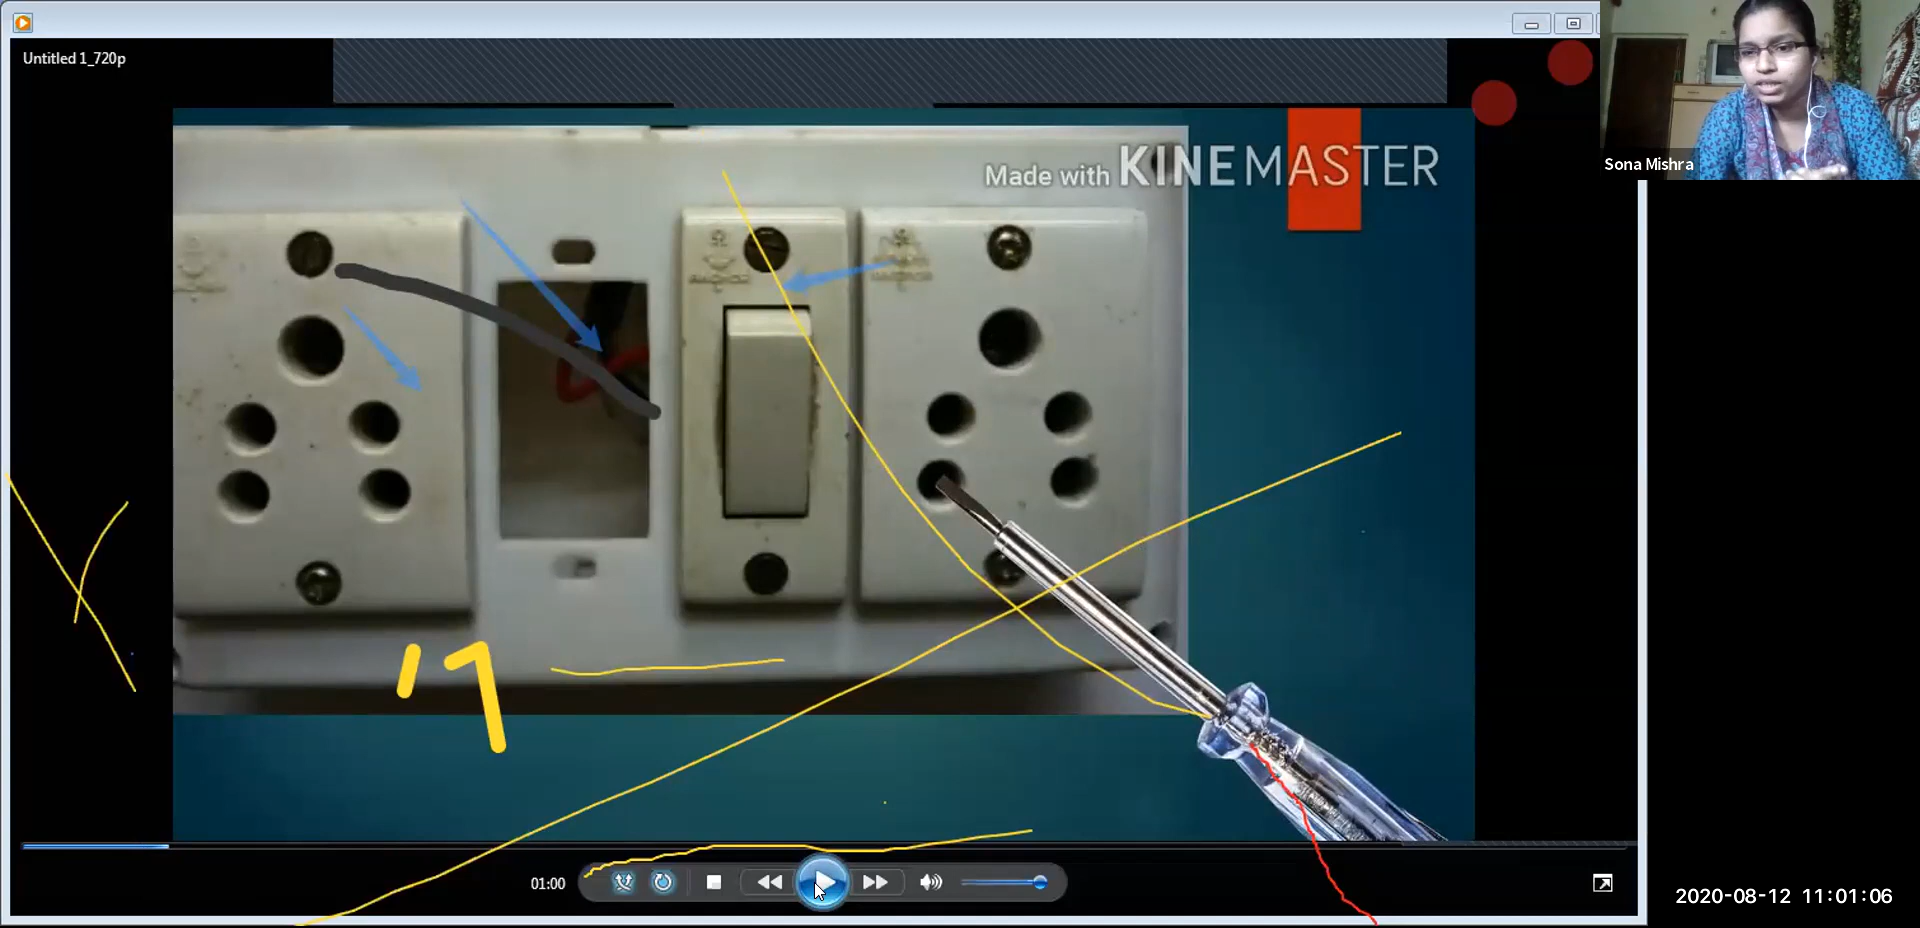 Untitled 1_720p
Made with KINEMASTER
Sona Mishra
01:00
2020-08-12 11:01:06